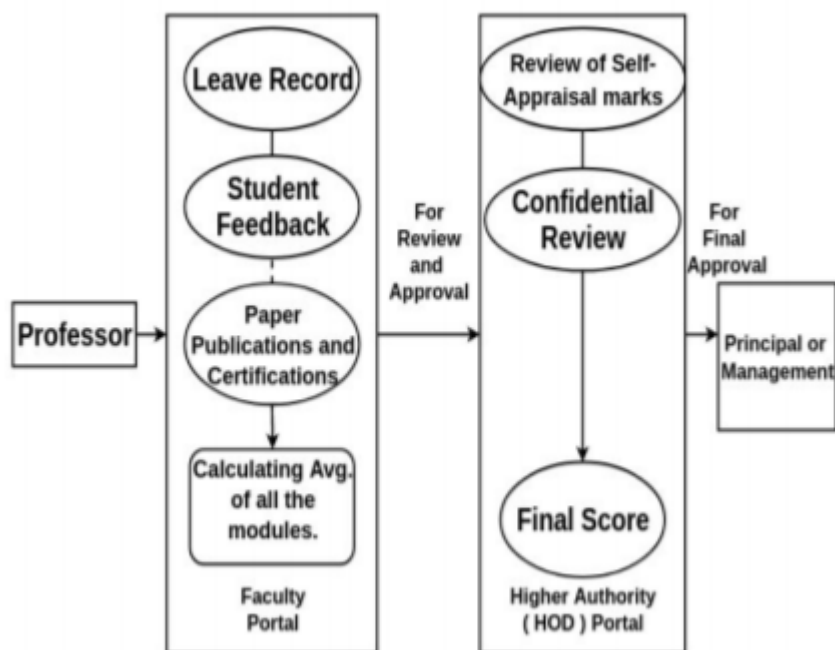 Professor
Leave Record
Student
Feedback
Paper
Publications and
Certifications
Calculating Avg.
of all the
modules.
Faculty
Portal
For
Review
and
Approval
Review of Self-
Appraisal marks
Confidential
Review
Final Score
Higher Authority
( HOD ) Portal
For
Final
Approval
Principal or
Management